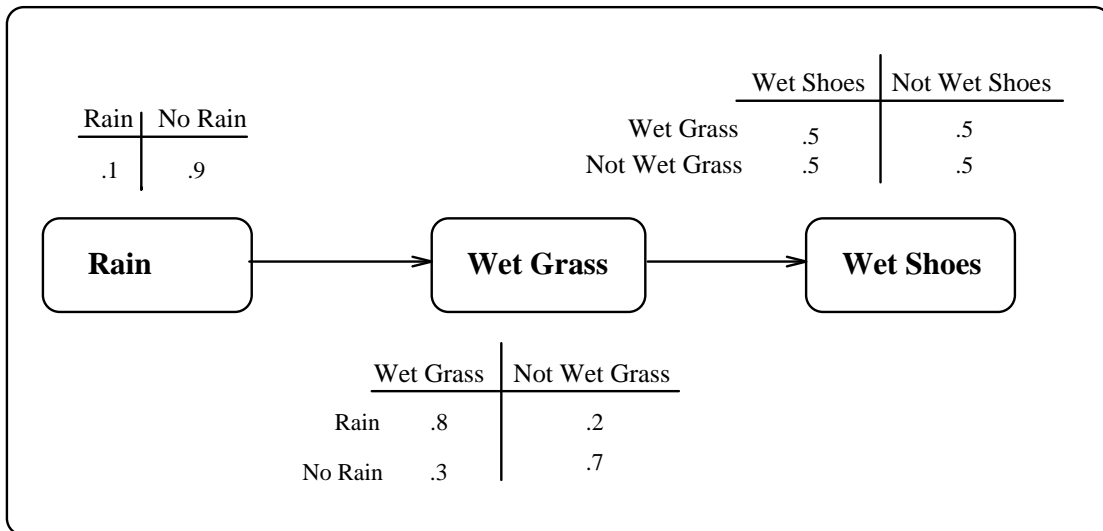 Wet Shoes Not Wet Shoes
Wet Grass .5 .5
Not Wet Grass .5 .5
Rain No Rain
.1 .9
Rain Wet Grass Wet Shoes
Wet Grass Not Wet Grass
Rain .8 .2
No Rain .3 .7